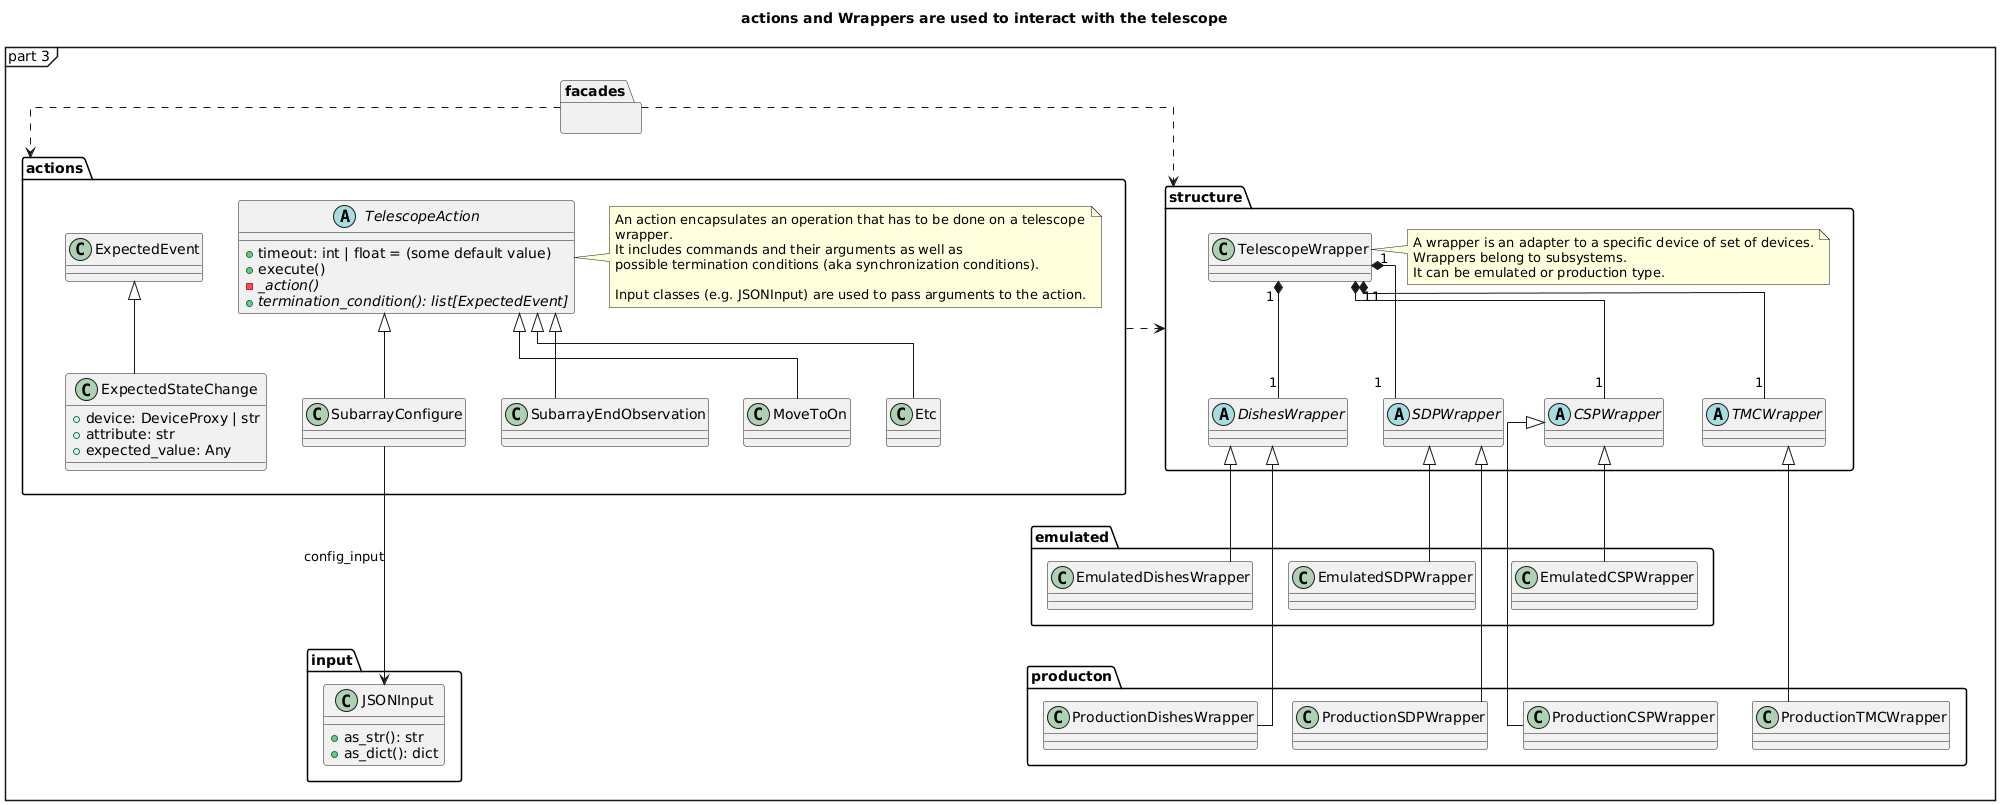 actions and Wrappers are used to interact with the telescope
part 3
facades
actions
A TelescopeAction
timeout: int | float = (some default value)
execute()
_action()
termination_condition(): list[ExpectedEvent]
An action encapsulates an operation that has to be done on a telescope
wrapper.
It includes commands and their arguments as well as
possible termination conditions (aka synchronization conditions).
Input classes (e.g. JSONInput) are used to pass arguments to the action.
C ExpectedEvent
C ExpectedStateChange
device: DeviceProxy | str
attribute: str
expected_value: Any
C SubarrayConfigure
C SubarrayEndObservation
C MoveToOn
C Etc
structure
C TelescopeWrapper
A wrapper is an adapter to a specific device of set of devices.
Wrappers belong to subsystems.
It can be emulated or production type.
1
1
1
1
1
1
1
1
A DishesWrapper
A SDPWrapper
A CSPWrapper
A TMCWrapper
config_input
emulated
C EmulatedDishesWrapper
C EmulatedSDPWrapper
C EmulatedCSPWrapper
input
C JSONInput
as_str(): str
as_dict(): dict
producton
C ProductionDishesWrapper
C ProductionSDPWrapper
C ProductionCSPWrapper
C ProductionTMCWrapper